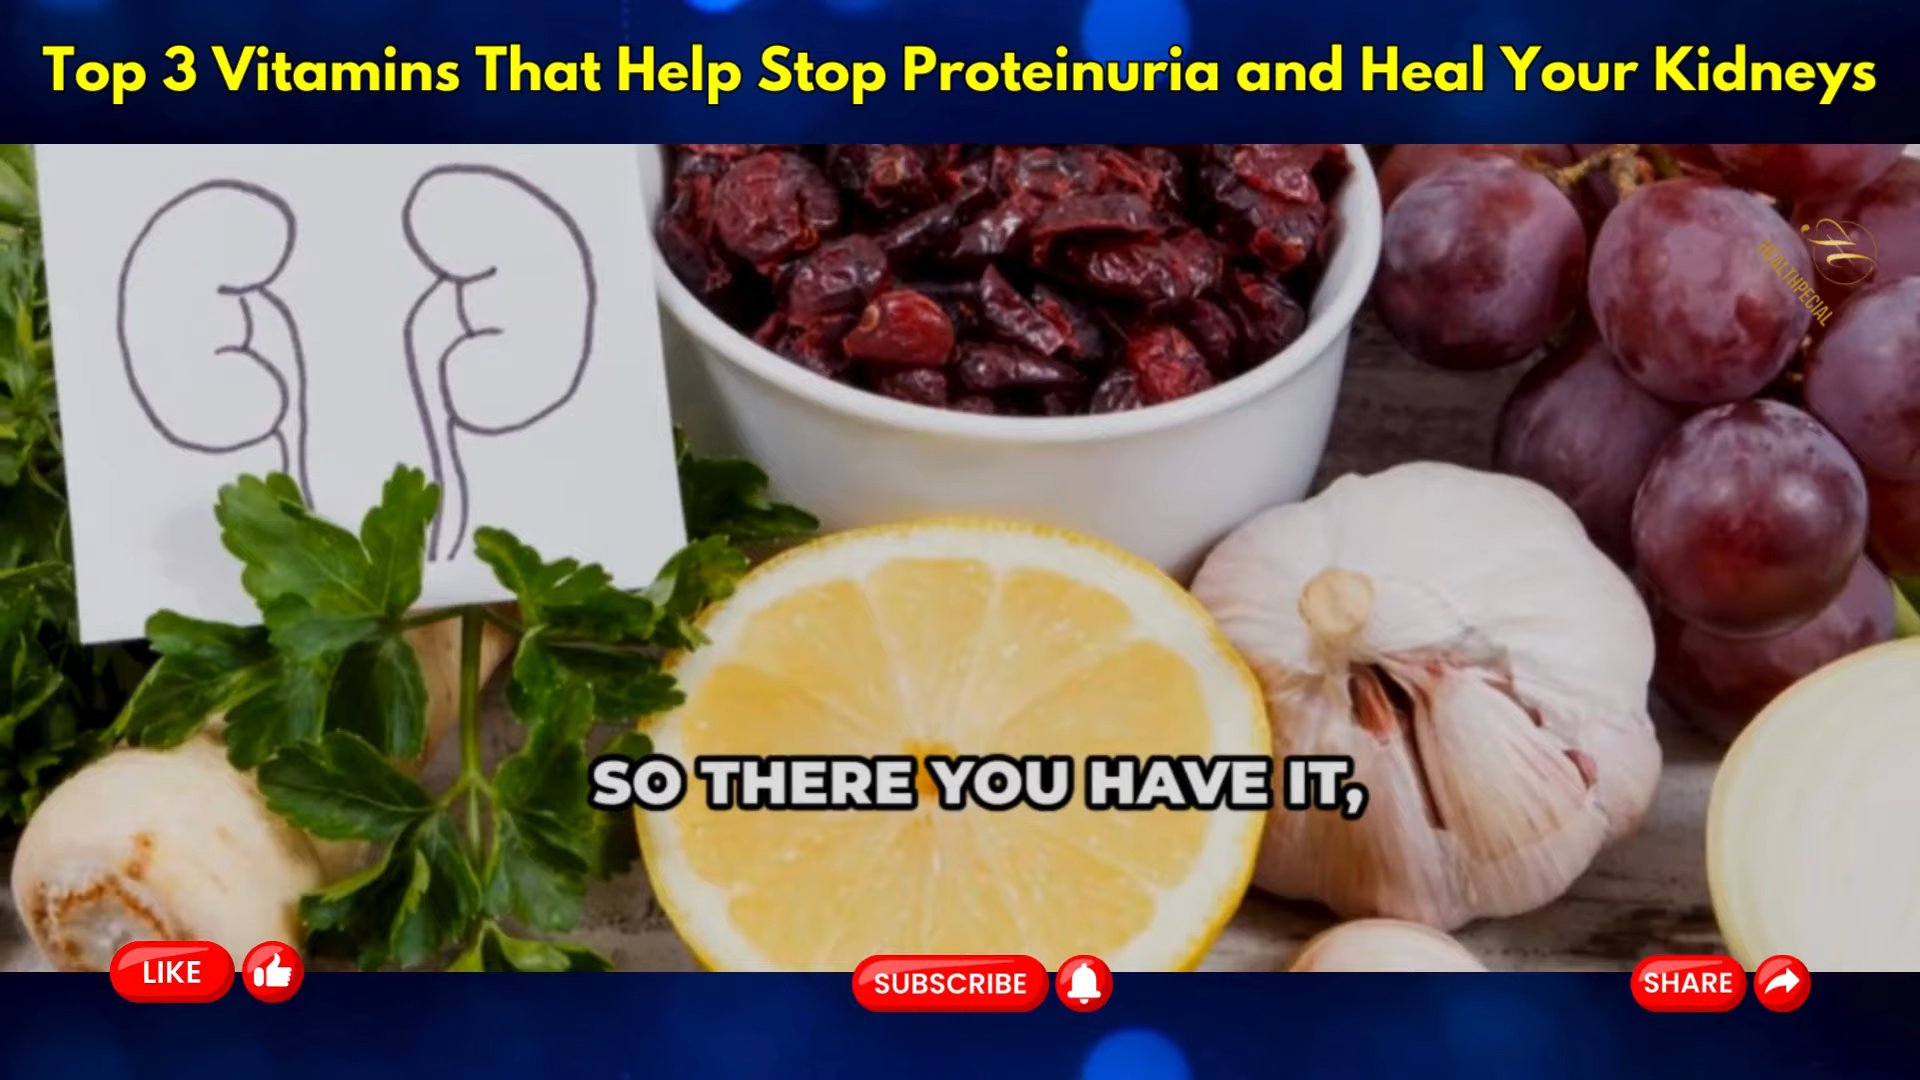 Top 3 Vitamins That Help Stop Proteinuria and Heal Your Kidneys
HEALTHPECIAL
SO THERE YOU HAVE IT,
LIKE
SUBSCRIBE
SHARE